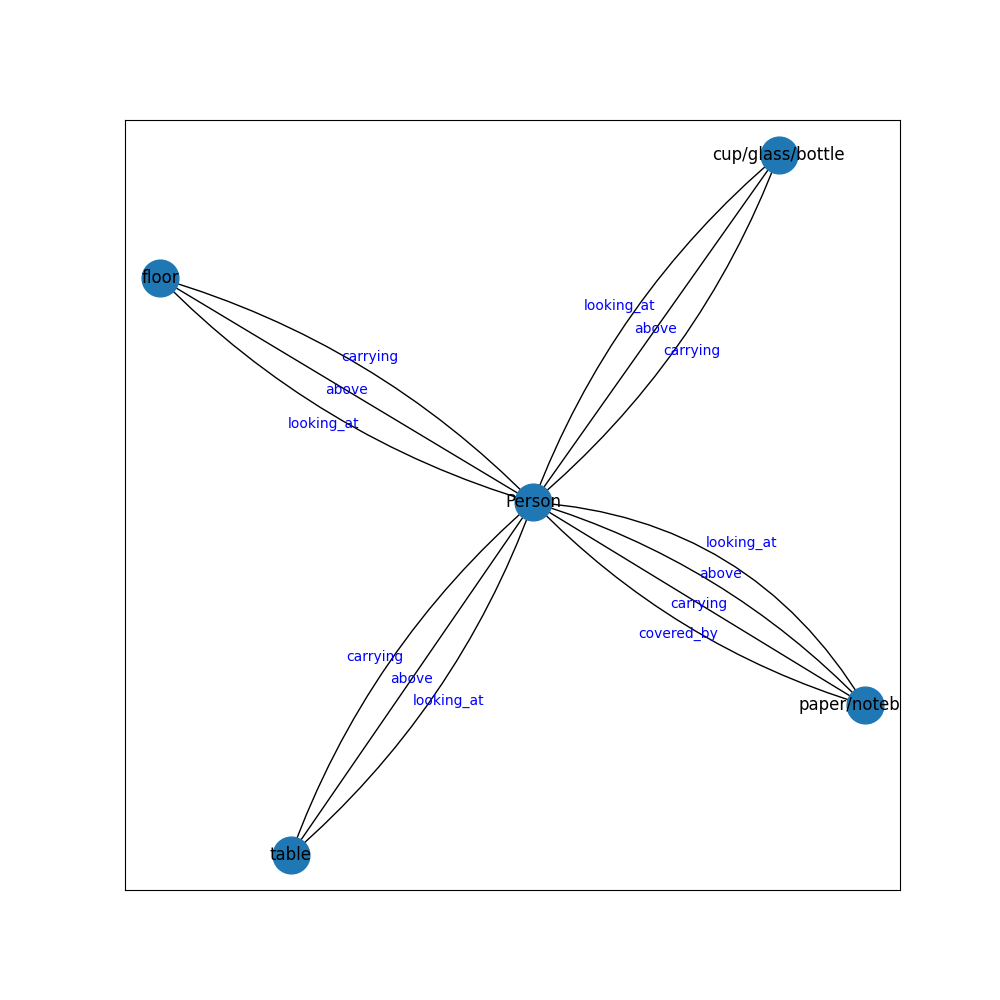 cup/glass/bottle
floor
looking_at
above
carrying
carrying
above
looking_at
Person
looking_at
above
carrying
covered_by
carrying
above
looking_at
paper/noteb
table